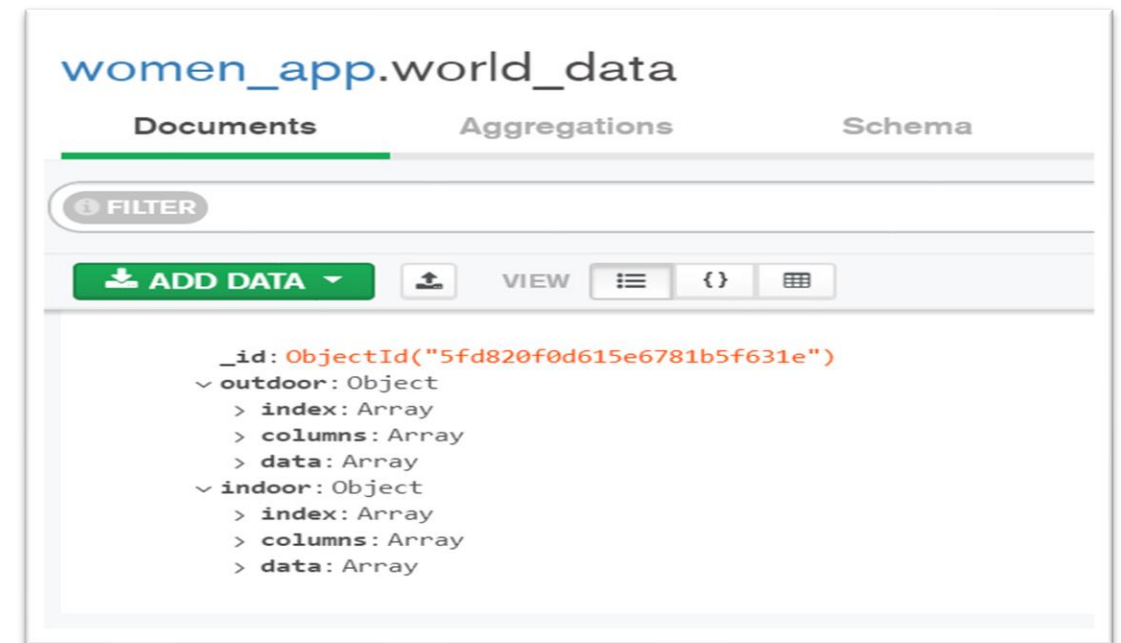 women_app.world_data
Documents Aggregations Schema
FILTER
ADD DATA VIEW {}
_id: ObjectId("5fd820f0d615e6781b5f631e")
outdoor: Object
> index: Array
> columns: Array
> data: Array
indoor: Object
> index: Array
> columns: Array
> data: Array